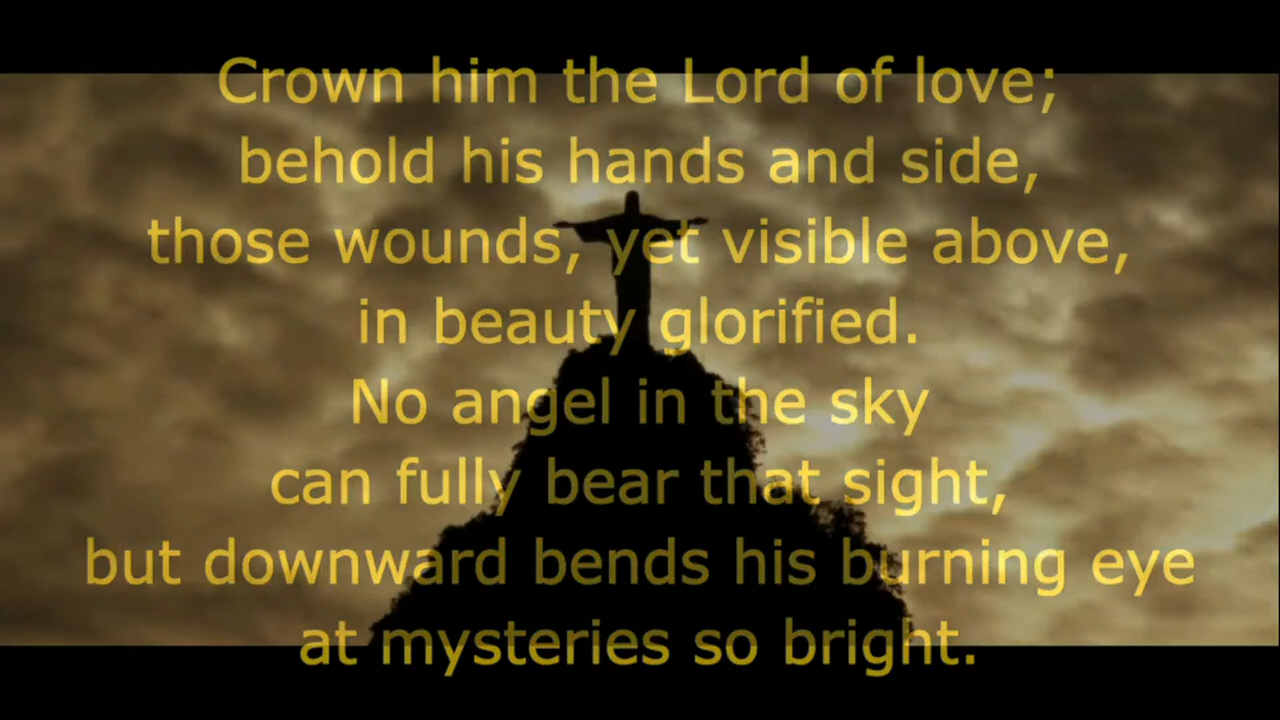 Crown him the Lord of love;
behold his hands and side,
those wounds, yet visible above,
in beauty glorified.
No angel in the sky
can fully bear that sight,
but downward bends his burning eye
at mysteries so bright.